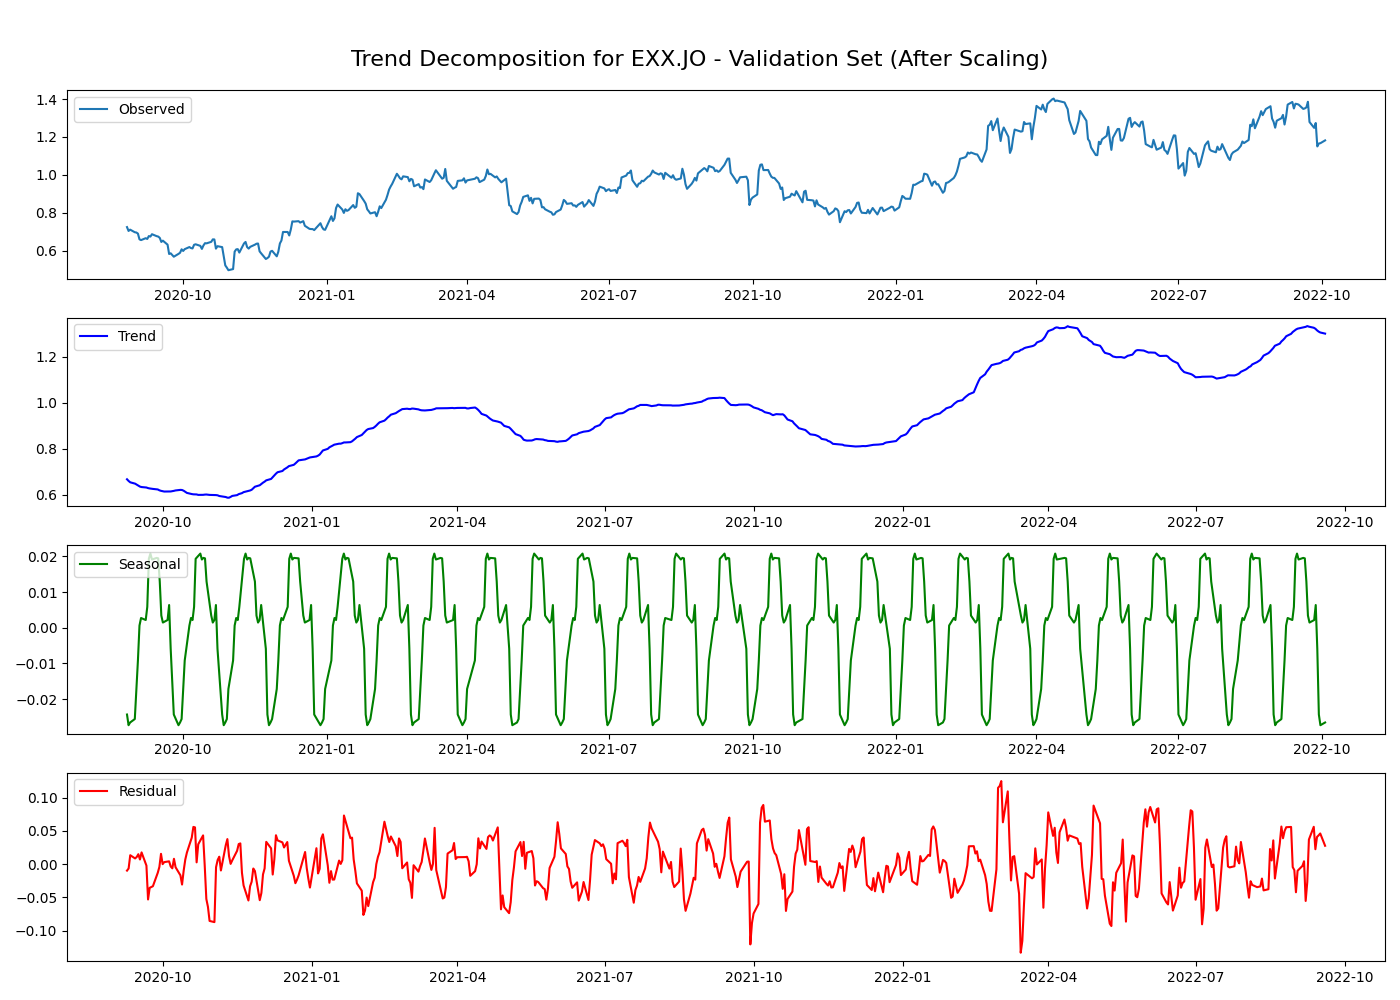 Trend Decomposition for EXX.JO - Validation Set (After Scaling)
Observed
1.4
1.2
1.0
0.8
0.6
2020-10 2021-01 2021-04 2021-07 2021-10 2022-01 2022-04 2022-07 2022-10
Trend
1.2
1.0
0.8
0.6
2020-10 2021-01 2021-04 2021-07 2021-10 2022-01 2022-04 2022-07 2022-10
Seasonal
0.02
0.01
0.00
−0.01
−0.02
2020-10 2021-01 2021-04 2021-07 2021-10 2022-01 2022-04 2022-07 2022-10
Residual
0.10
0.05
0.00
−0.05
−0.10
2020-10 2021-01 2021-04 2021-07 2021-10 2022-01 2022-04 2022-07 2022-10